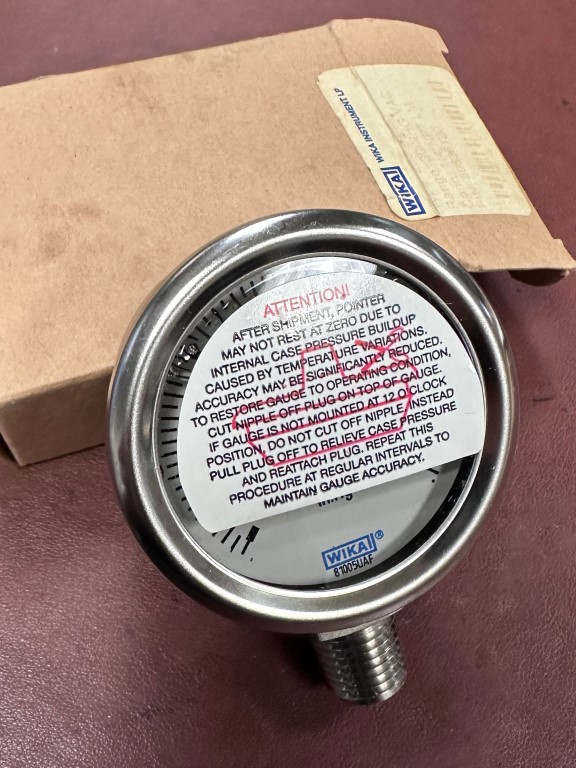 WIKA
WIKA INSTRUMENT LP
ATTENTION!
AFTER SHIPMENT, POINTER
MAY NOT REST AT ZERO DUE TO
INTERNAL CASE PRESSURE BUILDUP
CAUSED BY TEMPERATURE VARIATIONS.
ACCURACY MAY BE SIGNIFICANTLY REDUCED.
TO RESTORE GAUGE TO OPERATING CONDITION,
CUT NIPPLE OFF PLUG ON TOP OF GAUGE.
IF GAUGE IS NOT MOUNTED AT 12 O'CLOCK
POSITION, DO NOT CUT OFF NIPPLE, INSTEAD
PULL PLUG OFF TO RELIEVE CASE PRESSURE
AND REATTACH PLUG. REPEAT THIS
PROCEDURE AT REGULAR INTERVALS TO
MAINTAIN GAUGE ACCURACY.
WIKA®
81005UAF